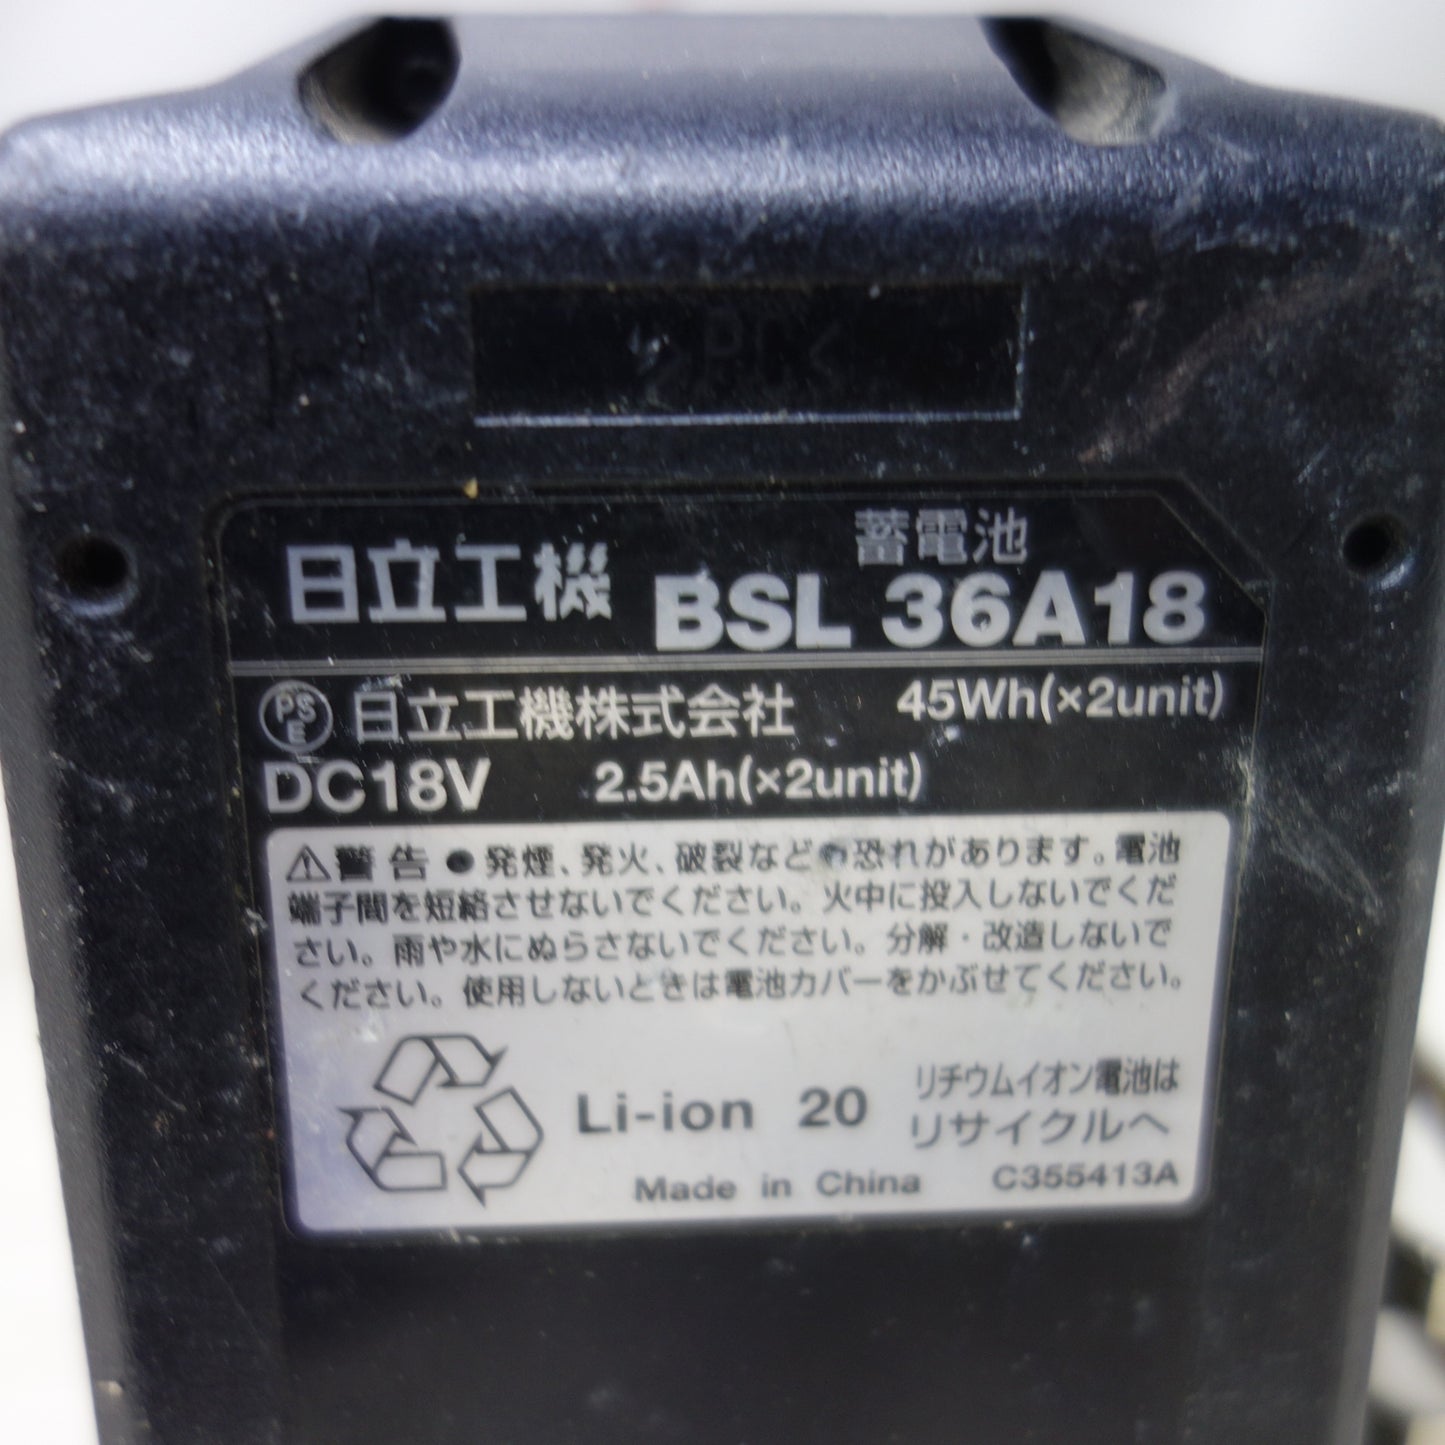 >PC<
日立工機
蓄電池
BSL 36A18
PSE 日立工機株式会社 45Wh(×2unit)
DC18V 2.5Ah(×2unit)
⚠警告 ●発煙、発火、破裂などの恐れがあります。電池
端子間を短絡させないでください。火中に投入しないでくだ
さい。雨や水にぬらさないでください。分解・改造しないで
ください。使用しないときは電池カバーをかぶせてください。
リチウムイオン電池は
Li-ion 20 リサイクルへ
Made in China C355413A